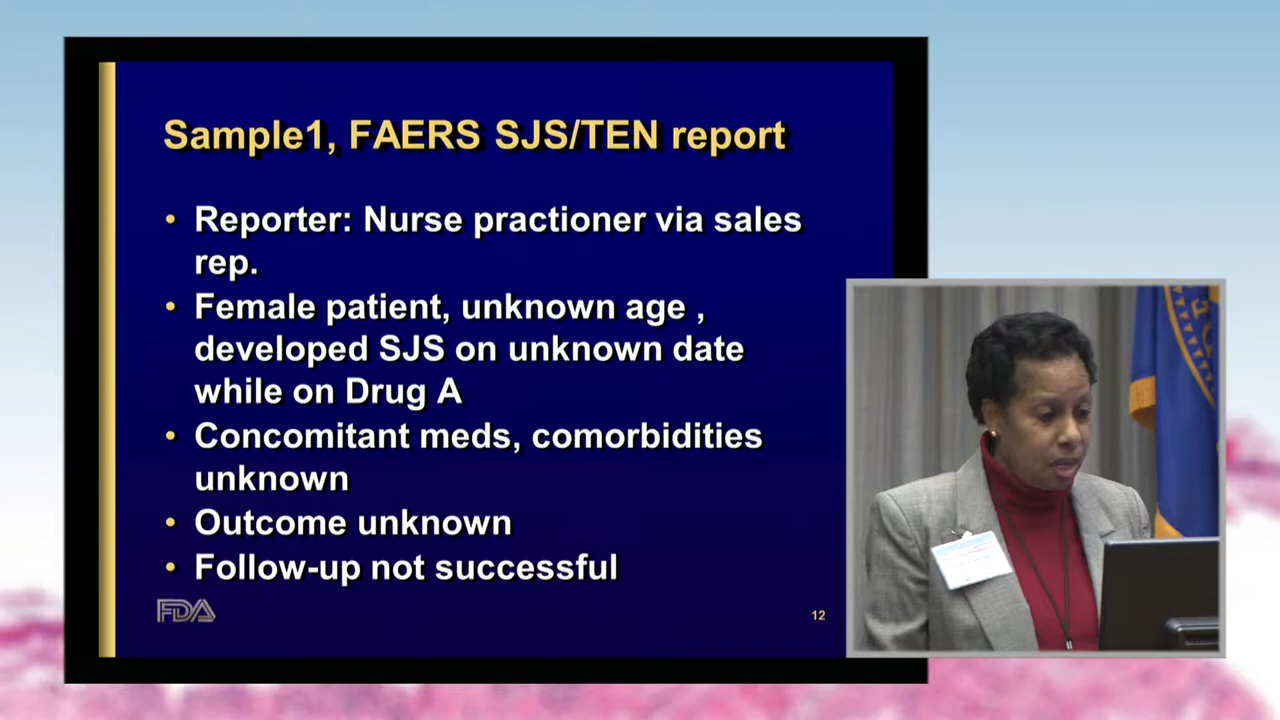 Sample1, FAERS SJS/TEN report
• Reporter: Nurse practioner via sales
rep.
• Female patient, unknown age ,
developed SJS on unknown date
while on Drug A
• Concomitant meds, comorbidities
unknown
• Outcome unknown
• Follow-up not successful
FDA
12